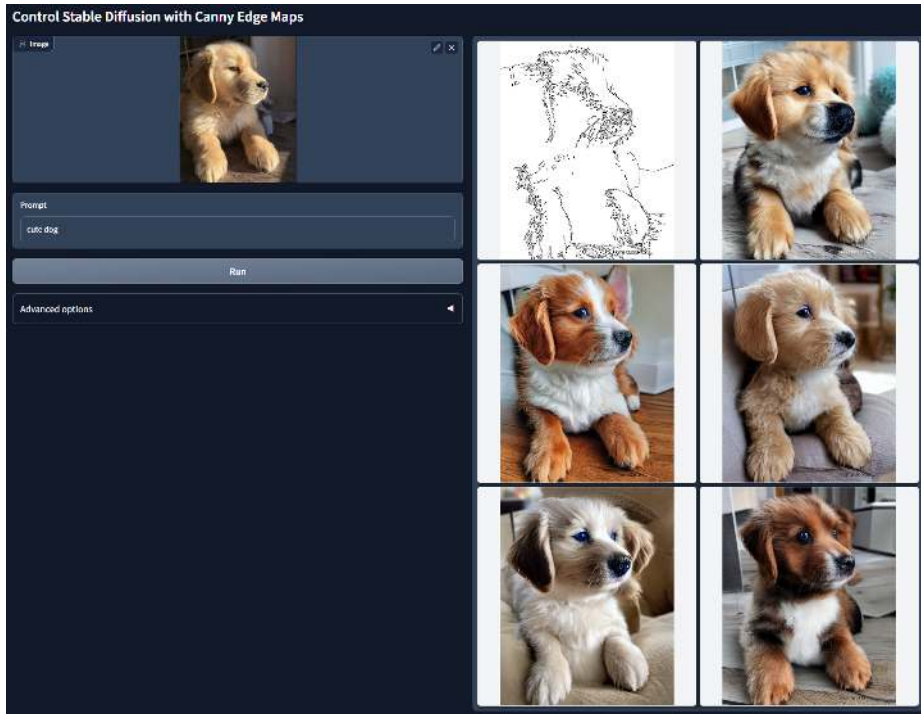 Control Stable Diffusion with Canny Edge Maps
Image
Prompt
cute dog
Run
Advanced options